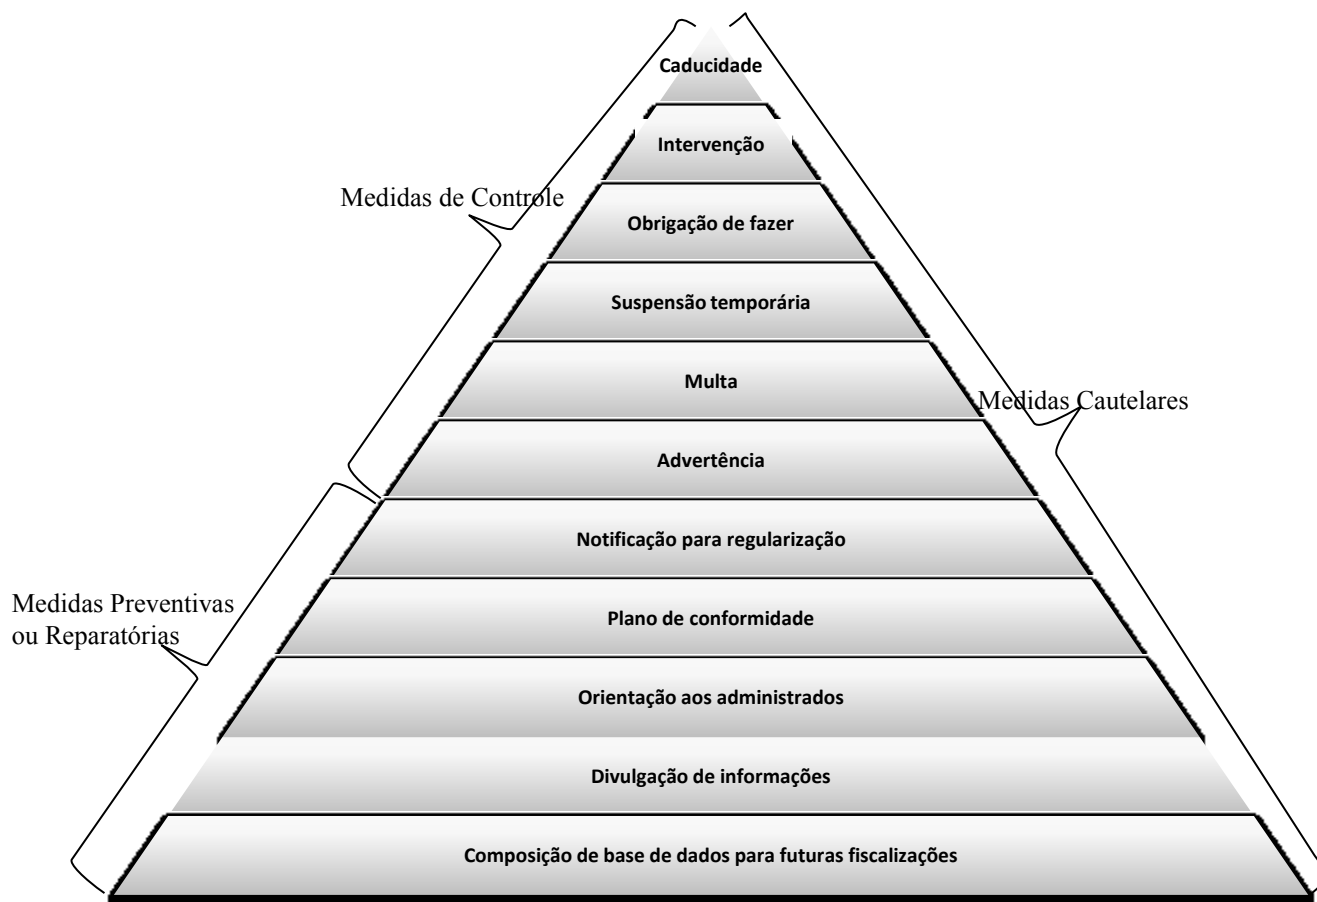 Caducidade
Intervenção
Medidas de Controle
Obrigação de fazer
Suspensão temporária
Multa
Medidas Cautelares
Advertência
Notificação para regularização
Medidas Preventivas
ou Reparatórias
Plano de conformidade
Orientação aos administrados
Divulgação de informações
Composição de base de dados para futuras fiscalizações